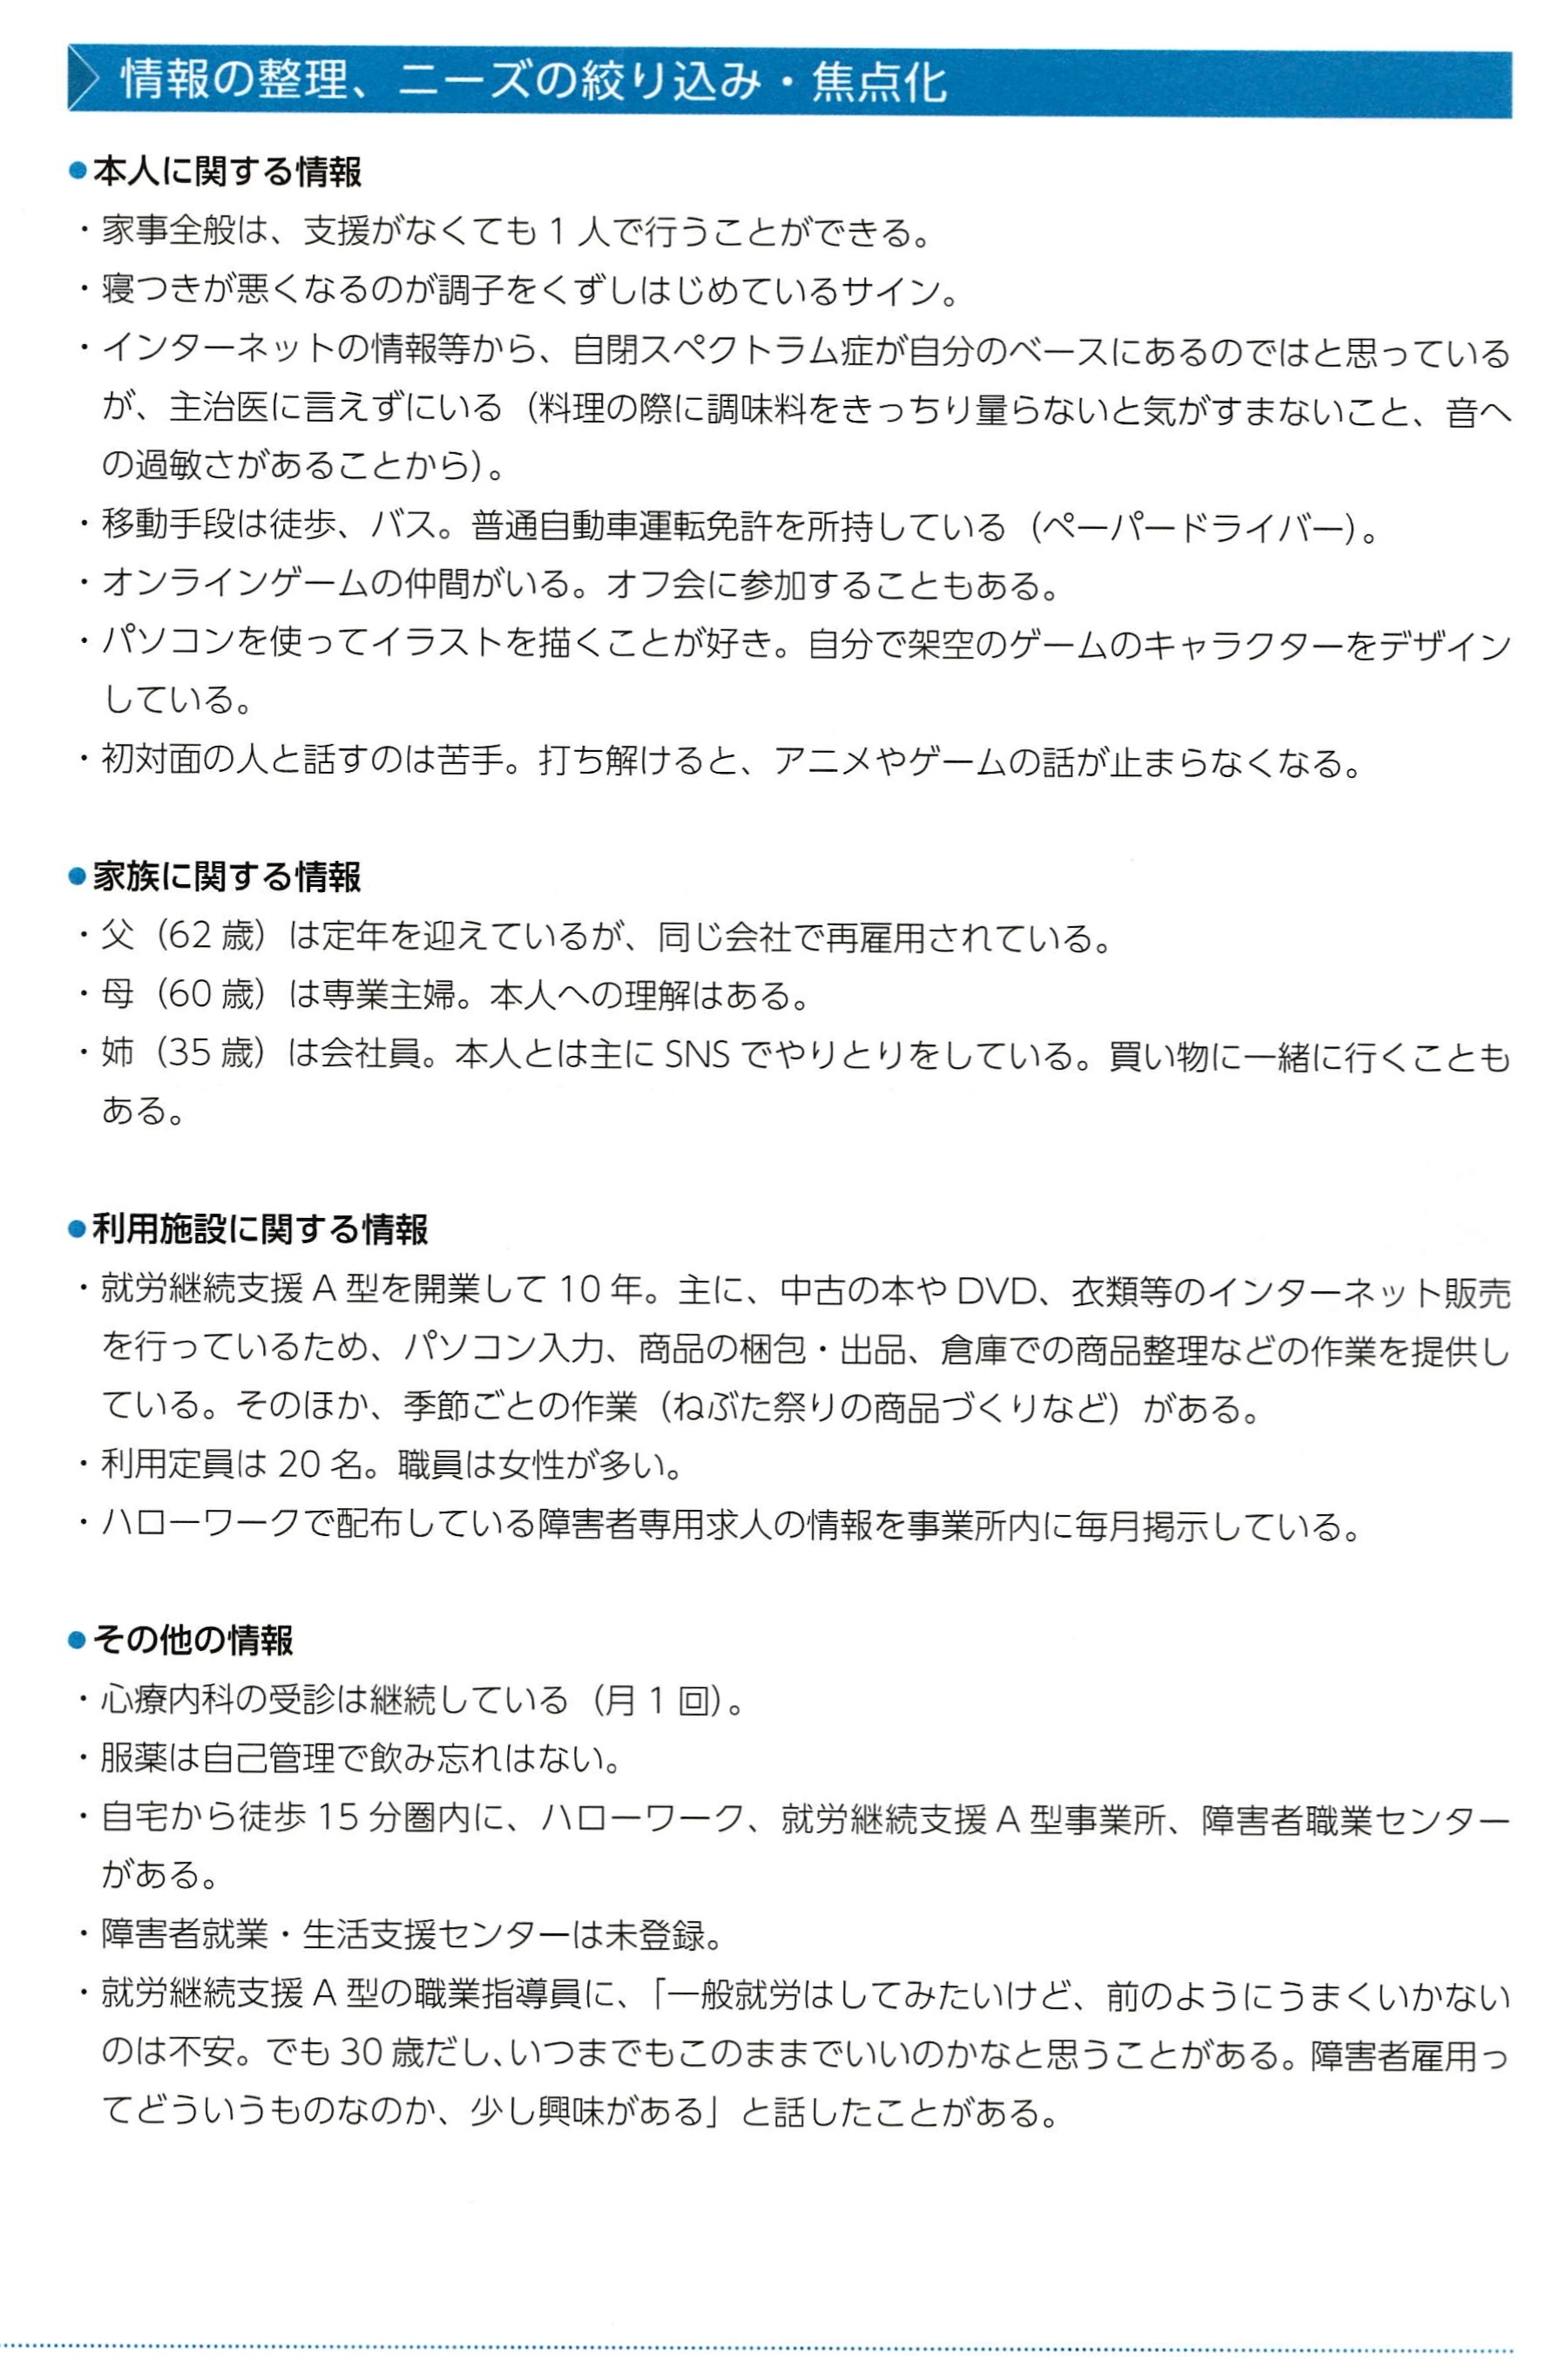 情報の整理、ニーズの絞り込み・焦点化
●本人に関する情報
・家事全般は、支援がなくても 1 人で行うことができる。
・寝つきが悪くなるのが調子をくずしはじめているサイン。
・インターネットの情報等から、自閉スペクトラム症が自分のベースにあるのではと思っている
が、主治医に言えずにいる（料理の際に調味料をきっちり量らないと気がすまないこと、音へ
の過敏さがあることから）。
・移動手段は徒歩、バス。普通自動車運転免許を所持している（ペーパードライバー）。
・オンラインゲームの仲間がいる。オフ会に参加することもある。
・パソコンを使ってイラストを描くことが好き。自分で架空のゲームのキャラクターをデザイン
している。
・初対面の人と話すのは苦手。打ち解けると、アニメやゲームの話が止まらなくなる。
●家族に関する情報
・父（62 歳）は定年を迎えているが、同じ会社で再雇用されている。
・母（60 歳）は専業主婦。本人への理解はある。
・姉（35 歳）は会社員。本人とは主に SNS でやりとりをしている。買い物に一緒に行くことも
ある。
●利用施設に関する情報
・就労継続支援 A 型を開業して 10 年。主に、中古の本や DVD、衣類等のインターネット販売
を行っているため、パソコン入力、商品の梱包・出品、倉庫での商品整理などの作業を提供し
ている。そのほか、季節ごとの作業（ねぶた祭りの商品づくりなど）がある。
・利用定員は 20 名。職員は女性が多い。
・ハローワークで配布している障害者専用求人の情報を事業所内に毎月掲示している。
●その他の情報
・心療内科の受診は継続している（月 1 回）。
・服薬は自己管理で飲み忘れはない。
・自宅から徒歩 15 分圏内に、ハローワーク、就労継続支援 A 型事業所、障害者職業センター
がある。
・障害者就業・生活支援センターは未登録。
・就労継続支援 A 型の職業指導員に、「一般就労はしてみたいけど、前のようにうまくいかない
のは不安。でも 30 歳だし、いつまでもこのままでいいのかなと思うことがある。障害者雇用っ
てどういうものなのか、少し興味がある」と話したことがある。